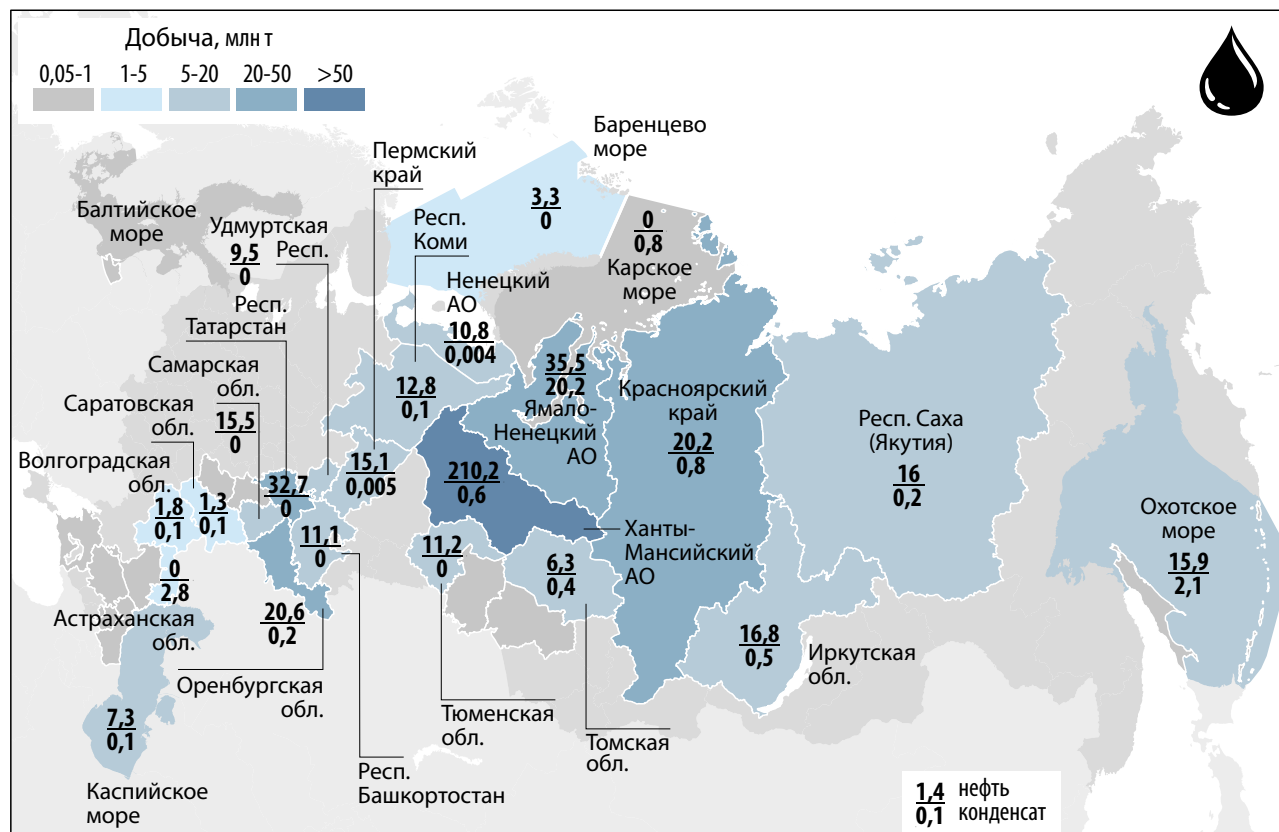 Добыча, млн т
0,05-1 1-5 5-20 20-50 >50
Баренцево
море
3,3
0
Пермский
край
Балтийское
море
Респ.
Коми
0
0,8
Карское
море
Удмуртская
Респ.
9,5
0
Ненецкий
АО
10,8
0,004
Респ.
Татарстан
Самарская
обл.
15,5
0
Саратовская
обл.
Волгоградская
обл.
35,5
20,2
Ямало-
Ненецкий
АО
12,8
0,1
Красноярский
край
20,2
0,8
Респ. Саха
(Якутия)
16
0,2
15,1
0,005
210,2
0,6
32,7
0
1,8
0,1
1,3
0,1
11,1
0
11,2
0
Ханты-
Мансийский
АО
6,3
0,4
Охотское
море
15,9
2,1
0
2,8
Астраханская
обл.
20,6
0,2
16,8
0,5
Иркутская
обл.
Оренбургская
обл.
7,3
0,1
Тюменская
обл.
Томская
обл.
Респ.
Башкортостан
Каспийское
море
1,4 нефть
0,1 конденсат